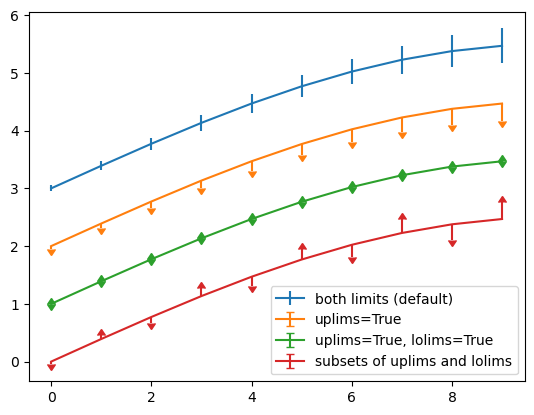 6
5
4
3
2
1
0
both limits (default)
uplims=True
uplims=True, lolims=True
subsets of uplims and lolims
0 2 4 6 8